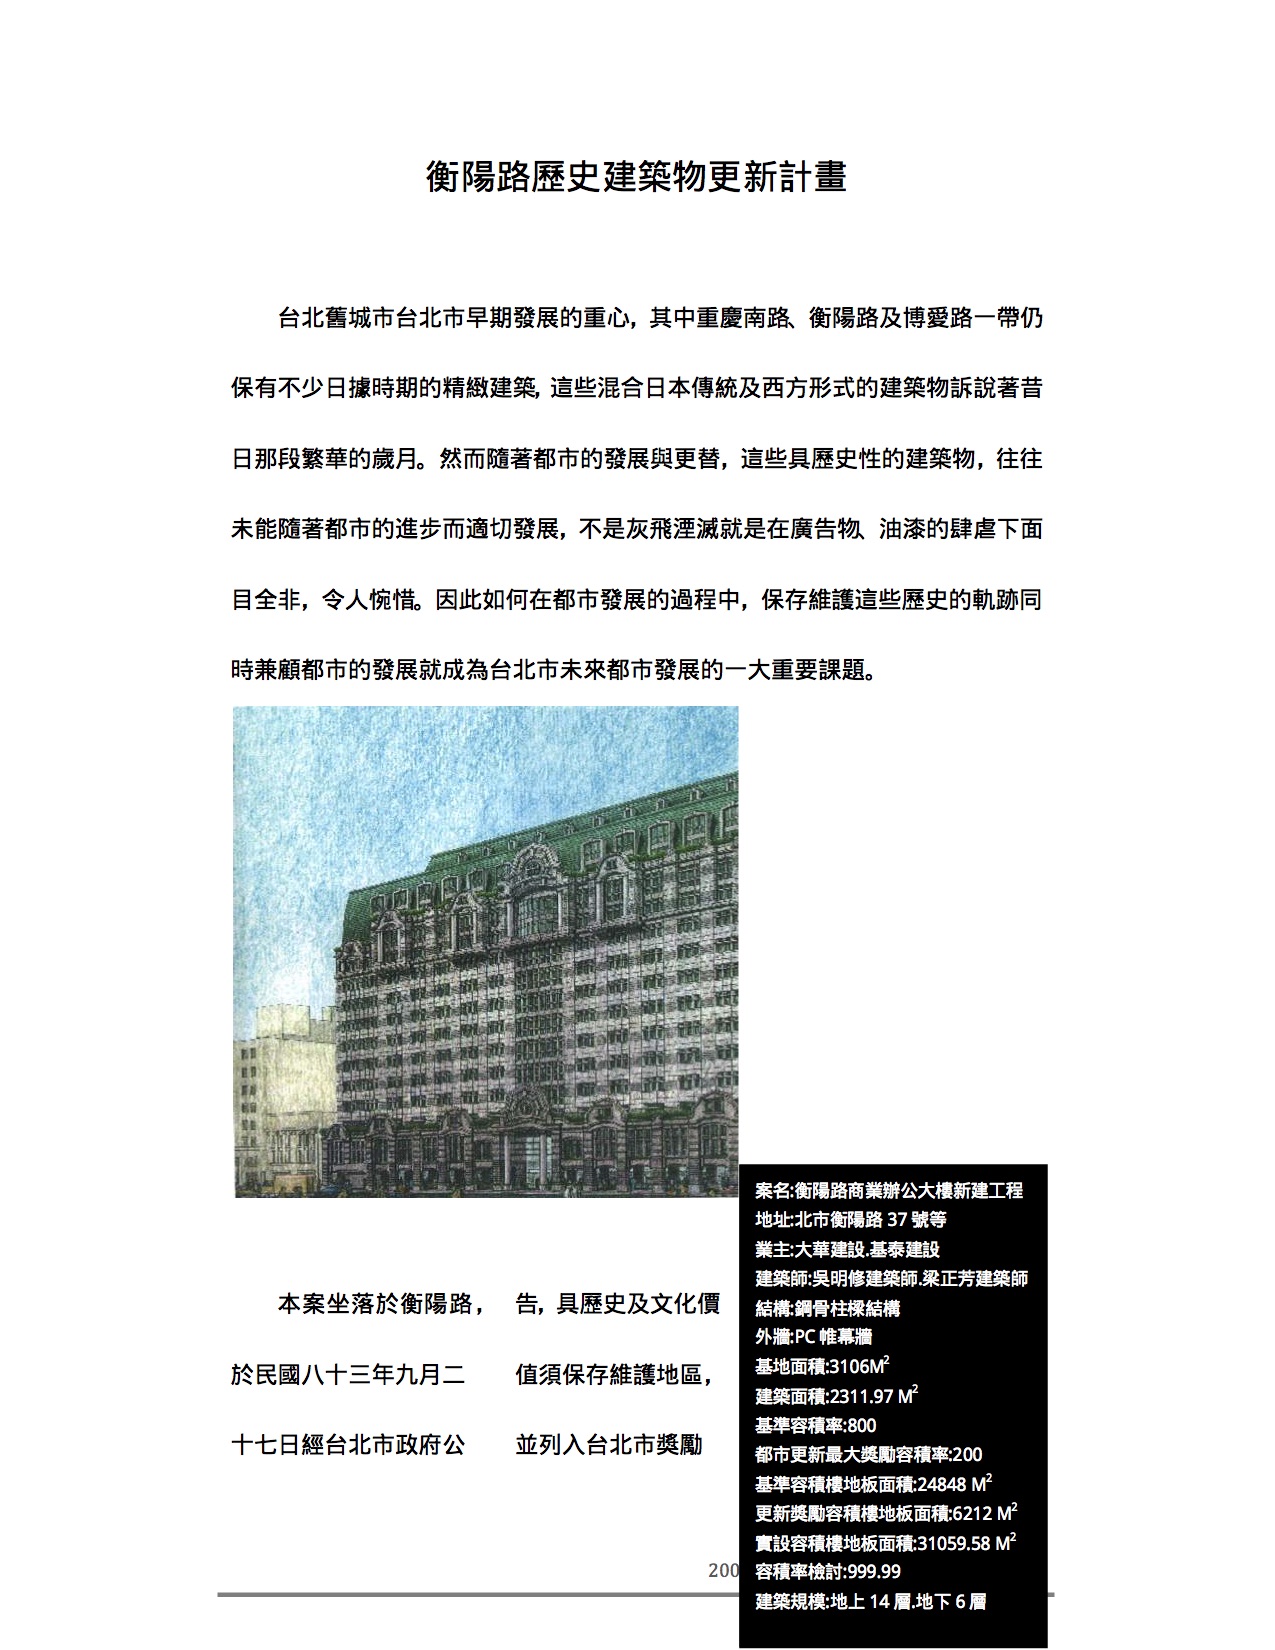 衡陽路歷史建築物更新計畫
台北舊城市台北市早期發展的重心，其中重慶南路、衡陽路及博愛路一帶仍
保有不少日據時期的精緻建築，這些混合日本傳統及西方形式的建築物訴說著昔
日那段繁華的歲月。然而隨著都市的發展與更替，這些具歷史性的建築物，往往
未能隨著都市的進步而適切發展，不是灰飛湮滅就是在廣告物、油漆的肆虐下面
目全非，令人惋惜。因此如何在都市發展的過程中，保存維護這些歷史的軌跡同
時兼顧都市的發展就成為台北市未來都市發展的一大重要課題。
本案坐落於衡陽路，
於民國八十三年九月二
十七日經台北市政府公
告，具歷史及文化價
值須保存維護地區，
並列入台北市獎勵
案名:衡陽路商業辦公大樓新建工程
地址:北市衡陽路 37 號等
業主:大華建設.基泰建設
建築師:吳明修建築師.梁正芳建築師
結構:鋼骨柱樑結構
外牆:PC 帷幕牆
基地面積:3106M²
建築面積:2311.97 M²
基準容積率:800
都市更新最大獎勵容積率:200
基準容積樓地板面積:24848 M²
更新獎勵容積樓地板面積:6212 M²
實設容積樓地板面積:31059.58 M²
容積率檢討:999.99
建築規模:地上 14 層.地下 6 層
200